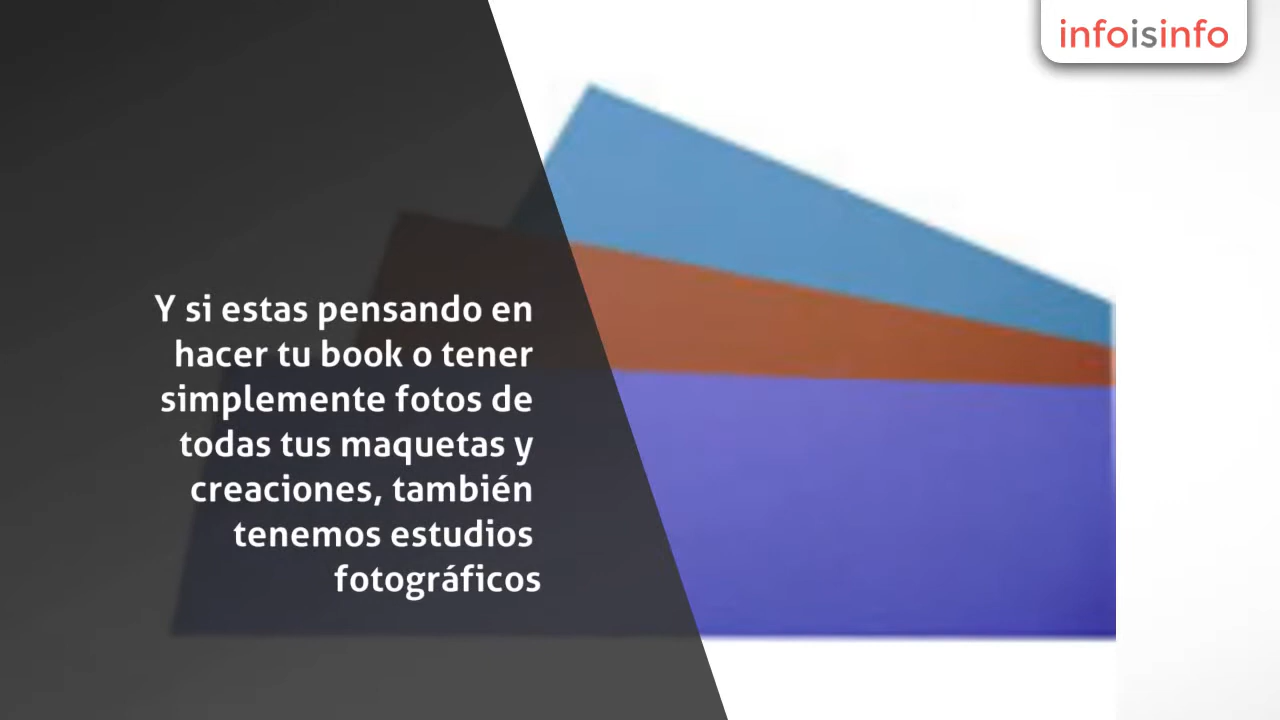 infoisinfo
Y si estas pensando en
hacer tu book o tener
simplemente fotos de
todas tus maquetas y
creaciones, también
tenemos estudios
fotográficos